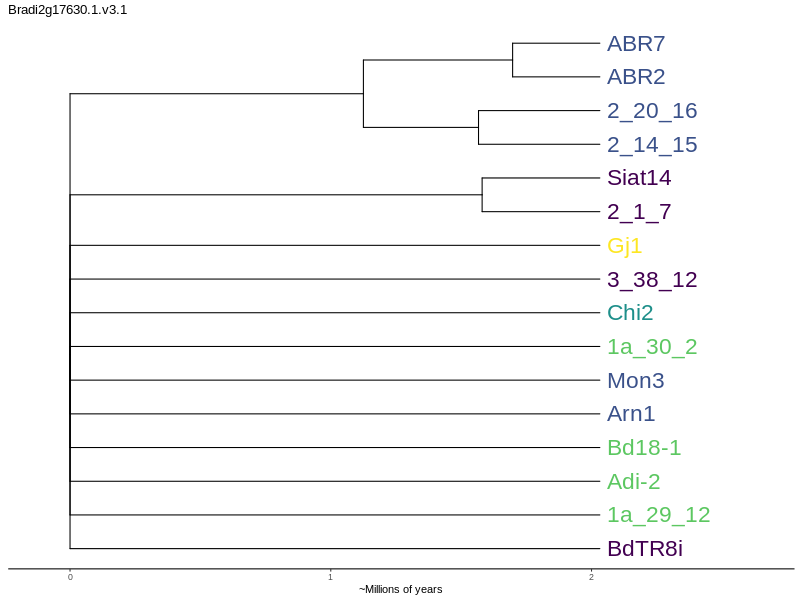 Bradi2g17630.1.v3.1
ABR7
ABR2
2_20_16
2_14_15
Siat14
2_1_7
Gj1
3_38_12
Chi2
1a_30_2
Mon3
Arn1
Bd18-1
Adi-2
1a_29_12
BdTR8i
0 1 2
~Millions of years